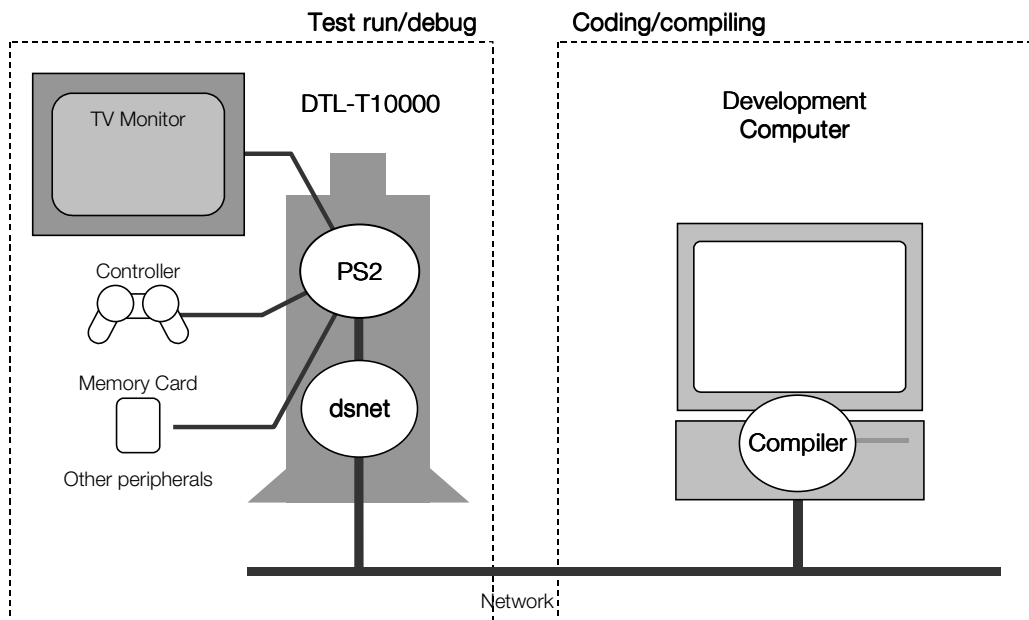 Test run/debug
Coding/compiling
TV Monitor
DTL-T10000
Development
Computer
PS2
Controller
Memory Card
dsnet
Compiler
Other peripherals
Network